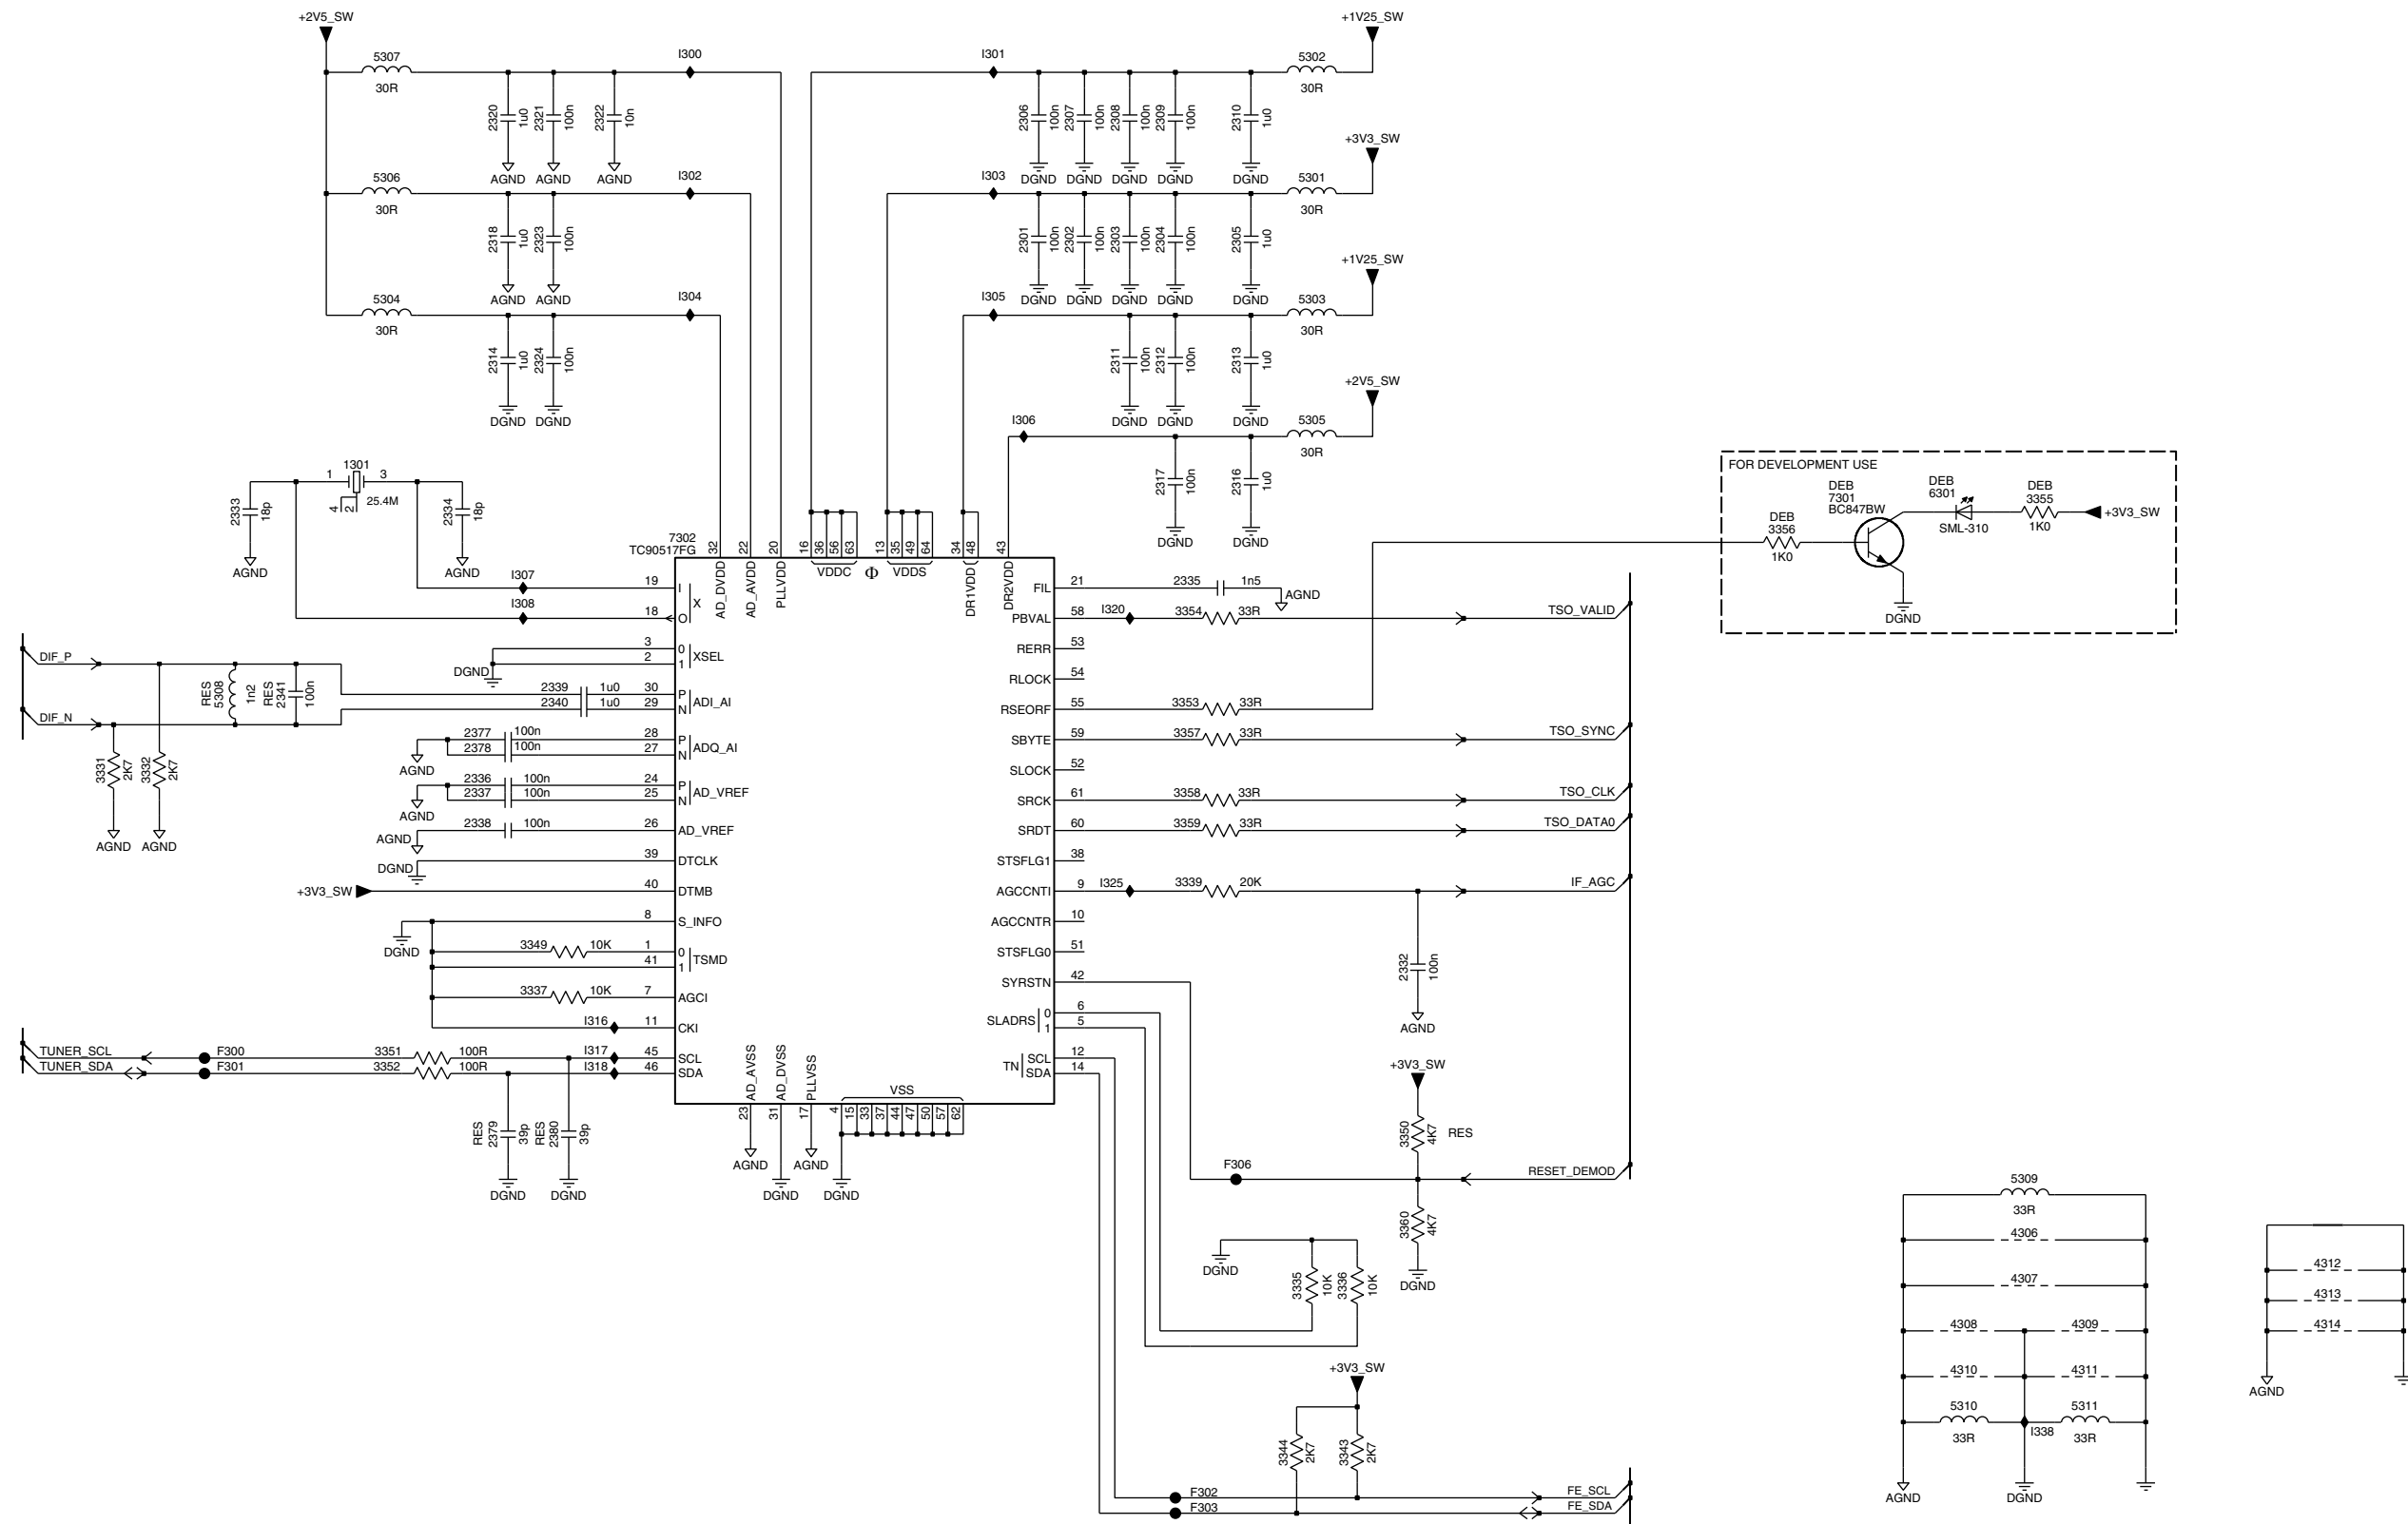 +2V5_SW
5307
30R
I300
2320
1u0
2321
100n
2322
10n
AGND AGND AGND
5306
30R
I302
2318
1u0
2323
100n
AGND AGND
5304
30R
I304
2314
1u0
2324
100n
DGND DGND
+1V25_SW
I301
5302
30R
2306
100n
2307
100n
2308
100n
2309
100n
2310
1u0
DGND DGND DGND DGND DGND
+3V3_SW
I303
5301
30R
2301
100n
2302
100n
2303
100n
2304
100n
2305
1u0
DGND DGND DGND DGND DGND
+1V25_SW
I305
5303
30R
2311
100n
2312
100n
2313
1u0
DGND DGND DGND
+2V5_SW
I306
5305
30R
2317
100n
2316
1u0
DGND DGND
1 1301 3
4 2 25.4M
2333
18p
2334
18p
AGND AGND
7302
TC90517FG
32 22 20 16 36 56 63 13 35 49 64 34 48 43
AD_DVDD AD_AVDD PLLVDD VDDC Φ VDDS DR1VDD DR2VDD
I307 19 I
I308 18 O
X
DGND
3 0
2 1
XSEL
DIF_P
DIF_N
RES
5308
1n2
RES
2341
100n
3331
2K7
3332
2K7
AGND AGND
2339 1u0 30 P
2340 1u0 29 N
ADI_AI
2377 100n 28 P
2378 100n 27 N
ADQ_AI
AGND
2336 100n 24 P
2337 100n 25 N
AD_VREF
AGND
AGND 2338 100n 26 AD_VREF
DGND 39 DTCLK
+3V3_SW 40 DTMB
8 S_INFO
DGND
3349 10K 1 0
41 1
TSMD
3337 10K 7 AGCI
I316 11 CKI
TUNER_SCL F300 3351 100R I317 45 SCL
TUNER_SDA F301 3352 100R I318 46 SDA
RES
2379
39p
RES
2380
39p
DGND DGND
AD_AVSS AD_DVSS PLLVSS VSS
23 31 17 4 15 33 37 44 47 50 57 62
AGND DGND AGND DGND
FIL 21 2335 1n5 AGND
PBVAL 58 I320 3354 33R TSO_VALID
RERR 53
RLOCK 54
RSEORF 55 3353 33R
SBYTE 59 3357 33R TSO_SYNC
SLOCK 52
SRCK 61 3358 33R TSO_CLK
SRDT 60 3359 33R TSO_DATA0
STSFLG1 38
AGCCNTI 9 I325 3339 20K IF_AGC
AGCCNTR 10
STSFLG0 51
2332
100n
AGND
SYRSTN 42
SLADRS
0 6
1 5
TN
SCL 12
SDA 14
+3V3_SW
3350
4K7
RES
F306 RESET_DEMOD
3360
4K7
DGND
DGND
3335
10K
3336
10K
+3V3_SW
3344
2K7
3343
2K7
F302 FE_SCL
F303 FE_SDA
FOR DEVELOPMENT USE
DEB
3356
1K0
DEB
7301
BC847BW
DEB
6301
SML-310
DEB
3355
1K0
+3V3_SW
DGND
5309
33R
4306
4307
4308 4309
4310 4311
5310 5311
33R I338 33R
AGND DGND
4312
4313
4314
AGND